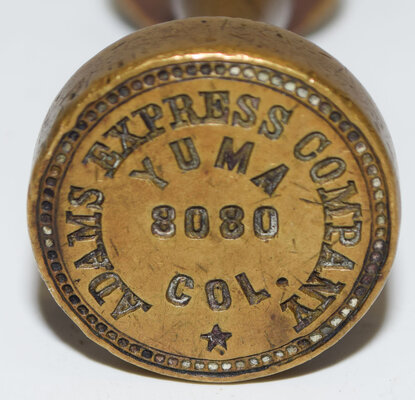 ADAMS EXPRESS COMPANY
YUMA
8080
COL.